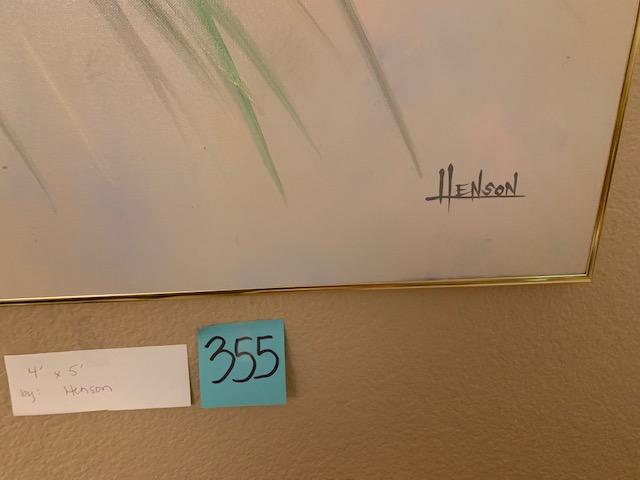 HENSON
4' x 5'
by: Henson
355